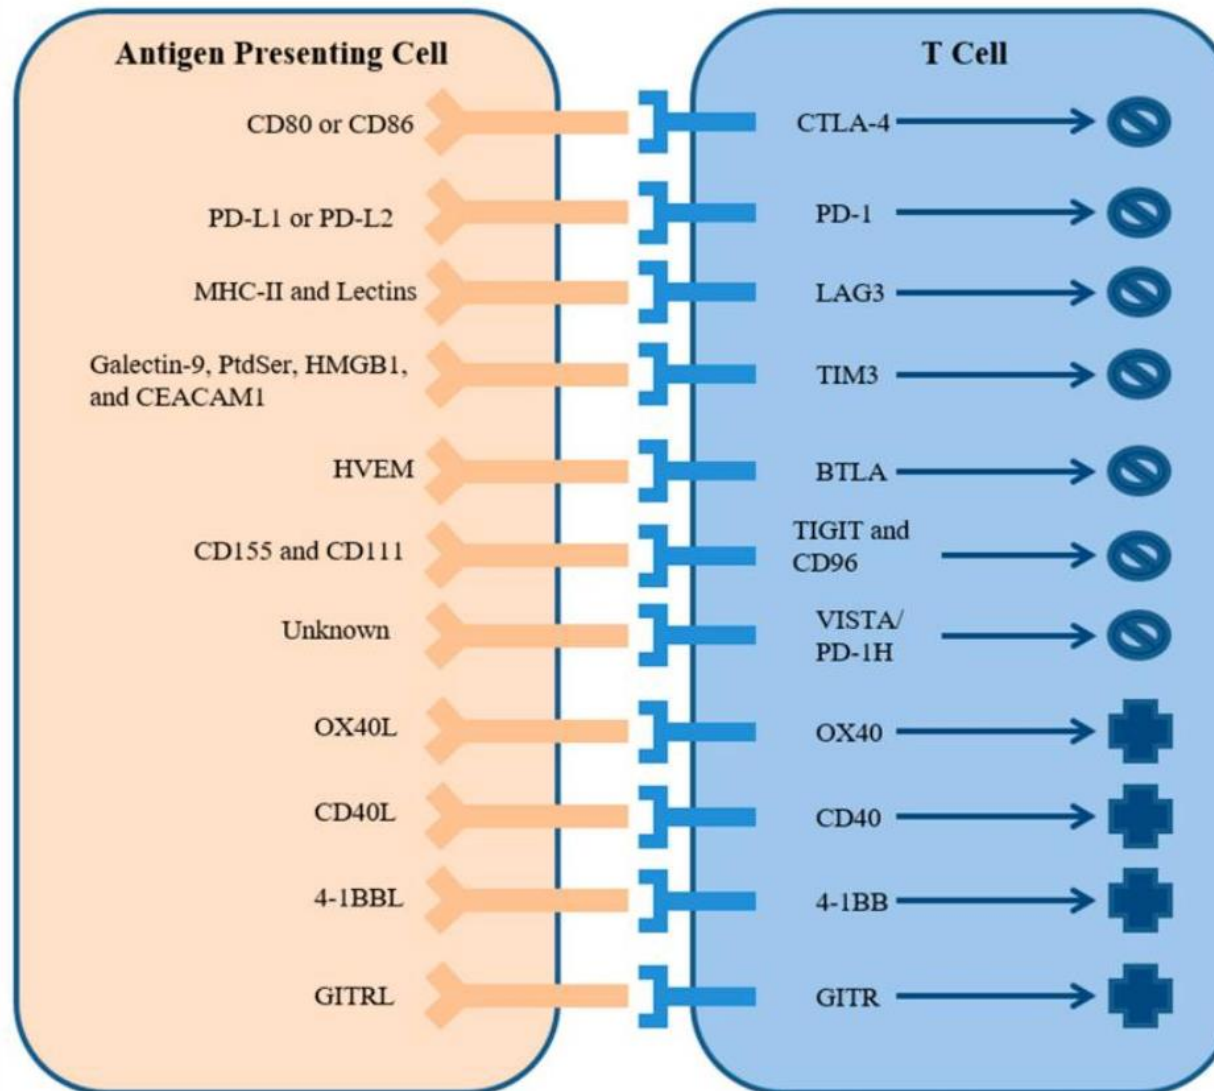 Antigen Presenting Cell
T Cell
CD80 or CD86
CTLA-4
PD-L1 or PD-L2
PD-1
MHC-II and Lectins
LAG3
Galectin-9, PtdSer, HMGB1,
and CEACAM1
TIM3
HVEM
BTLA
CD155 and CD111
TIGIT and
CD96
Unknown
VISTA/
PD-1H
OX40L
OX40
CD40L
CD40
4-1BBL
4-1BB
GITRL
GITR